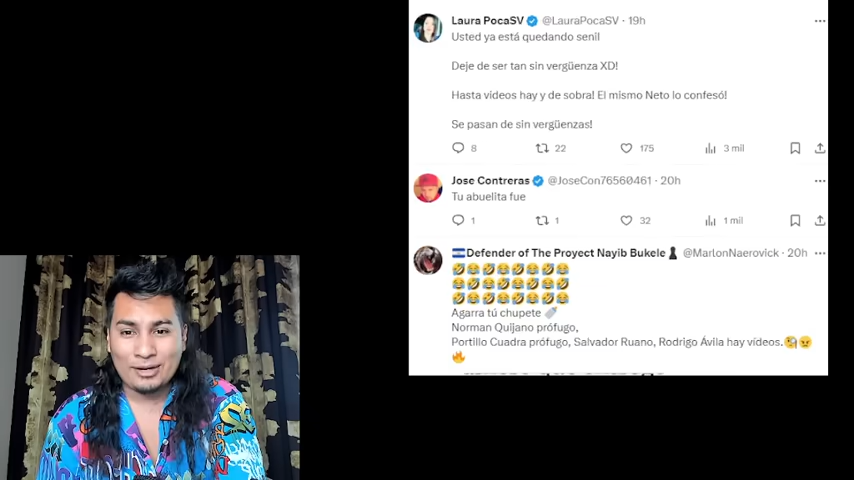 Laura PocaSV @LauraPocaSV · 19h
Usted ya está quedando senil
Deje de ser tan sin vergüenza XD!
Hasta vídeos hay y de sobra! El mismo Neto lo confesó!
Se pasan de sin vergüenzas!
8 22 175 3 mil
Jose Contreras @JoseCon76560461 · 20h
Tu abuelita fue
1 1 32 1 mil
🇸🇻Defender of The Proyect Nayib Bukele♟️ @MarlonNaerovick · 20h
🤣😂🤣😂🤣😂🤣😂
😂🤣😂🤣😂🤣😂🤣
🤣😂🤣😂🤣😂🤣😂
Agarra tú chupete 🍼
Norman Quijano prófugo,
Portillo Cuadra prófugo, Salvador Ruano, Rodrigo Ávila hay vídeos.🧐😠
🔥